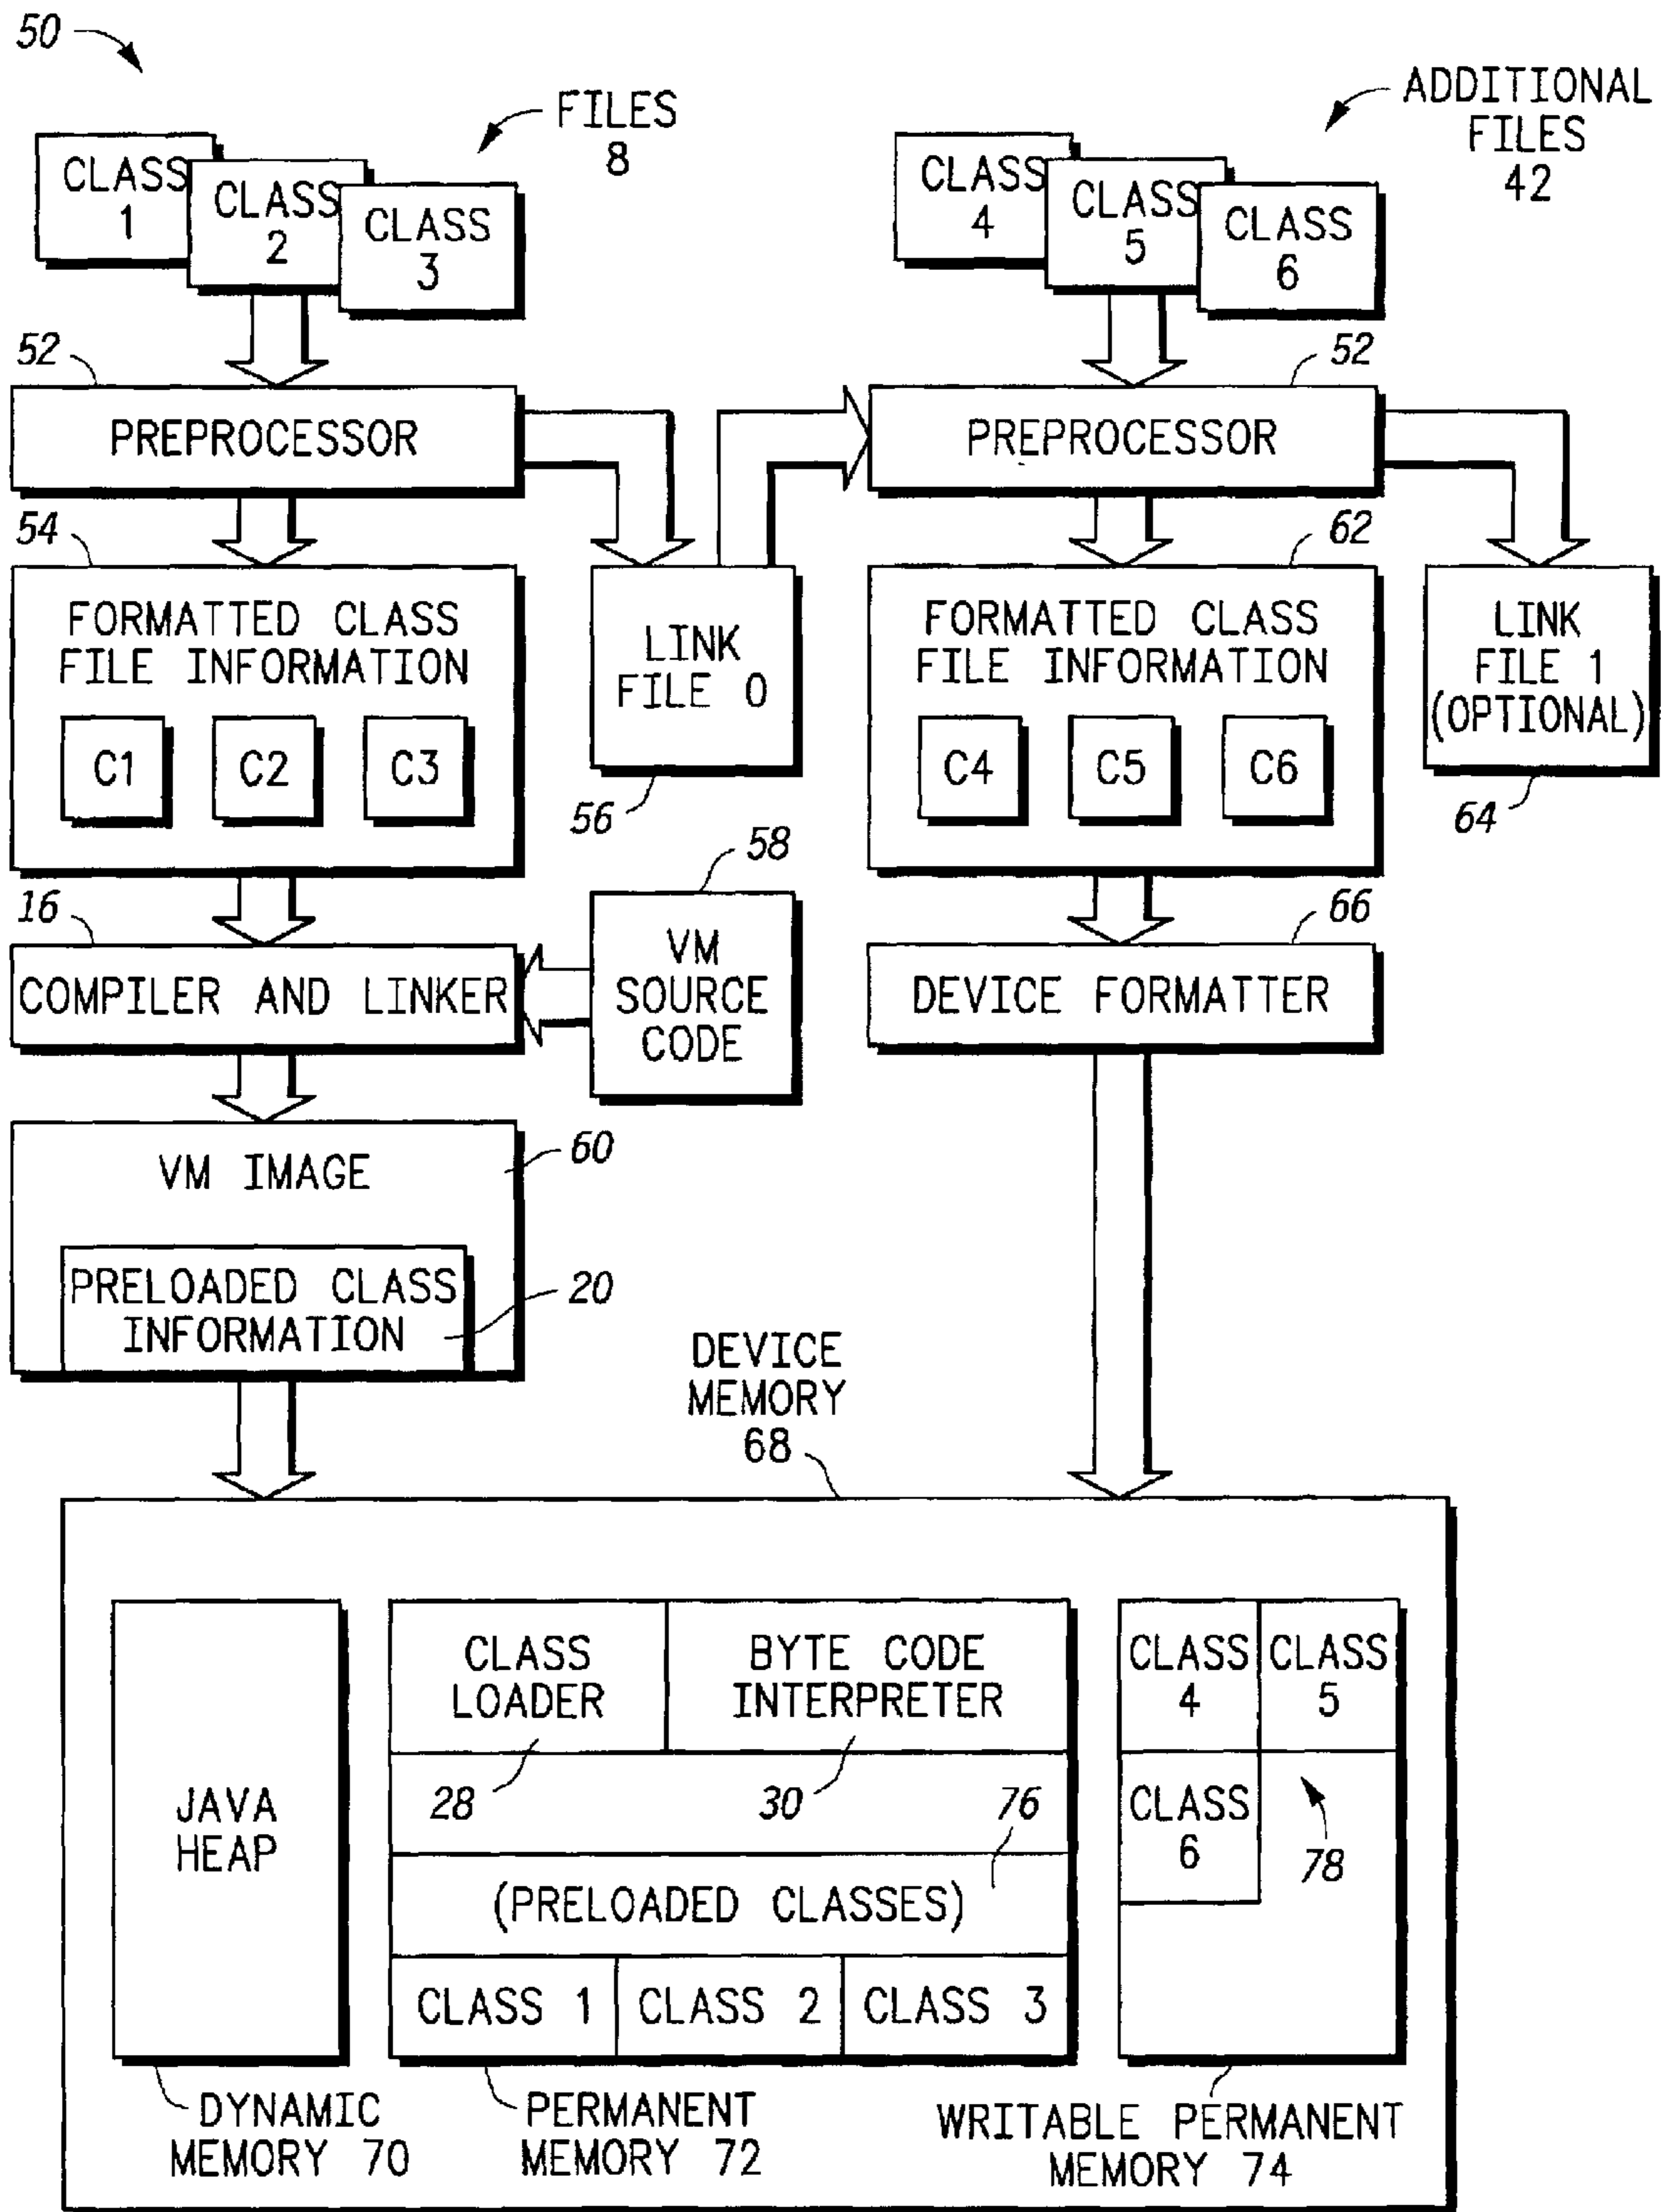 50
FILES
8
ADDITIONAL
FILES
42
CLASS
1
CLASS
2
CLASS
3
CLASS
4
CLASS
5
CLASS
6
52
PREPROCESSOR
52
PREPROCESSOR
54
FORMATTED CLASS
FILE INFORMATION
C1 C2 C3
LINK
FILE 0
56
62
FORMATTED CLASS
FILE INFORMATION
C4 C5 C6
LINK
FILE 1
(OPTIONAL)
64
16
COMPILER AND LINKER
58
VM
SOURCE
CODE
66
DEVICE FORMATTER
VM IMAGE
60
PRELOADED CLASS
INFORMATION
20
DEVICE
MEMORY
68
JAVA
HEAP
CLASS
LOADER
28
BYTE CODE
INTERPRETER
30
76
(PRELOADED CLASSES)
CLASS 1 CLASS 2 CLASS 3
CLASS
4
CLASS
5
CLASS
6
78
DYNAMIC
MEMORY 70
PERMANENT
MEMORY 72
WRITABLE PERMANENT
MEMORY 74